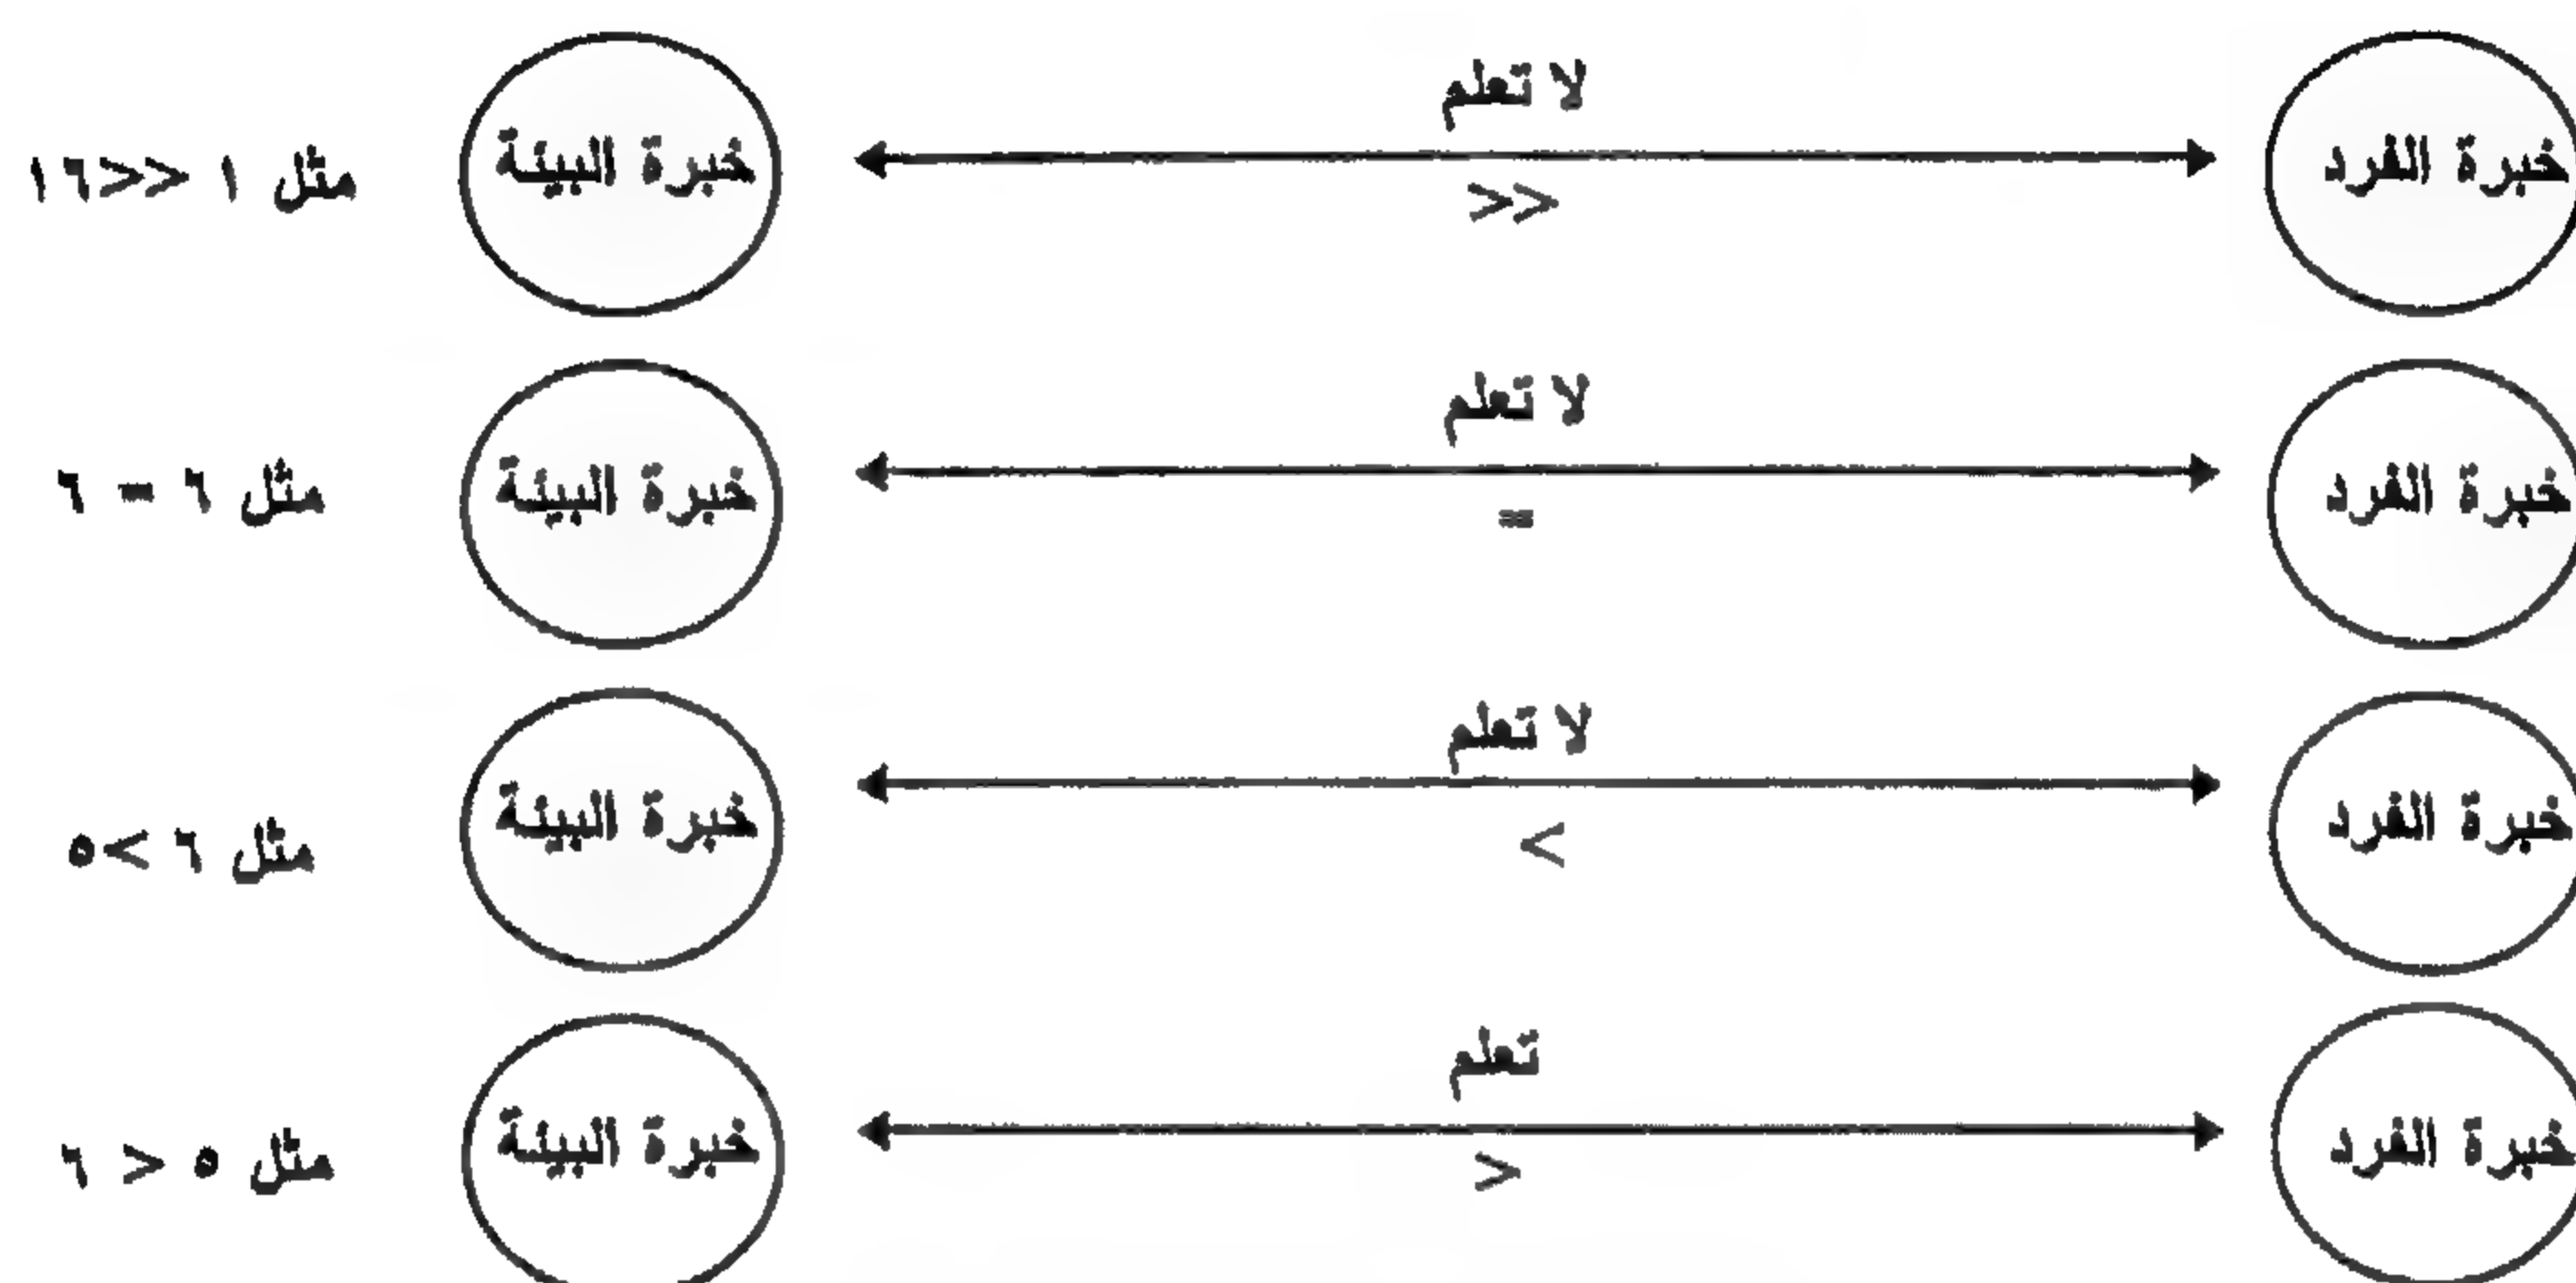 خبرة الفرد
لا تعلم
>>
خبرة البيئة
مثل ١ <<١٦
خبرة الفرد
لا تعلم
=
خبرة البيئة
مثل ٦ = ٦
خبرة الفرد
لا تعلم
<
خبرة البيئة
مثل ٦ >٥
خبرة الفرد
تعلم
>
خبرة البيئة
مثل ٥ < ٦